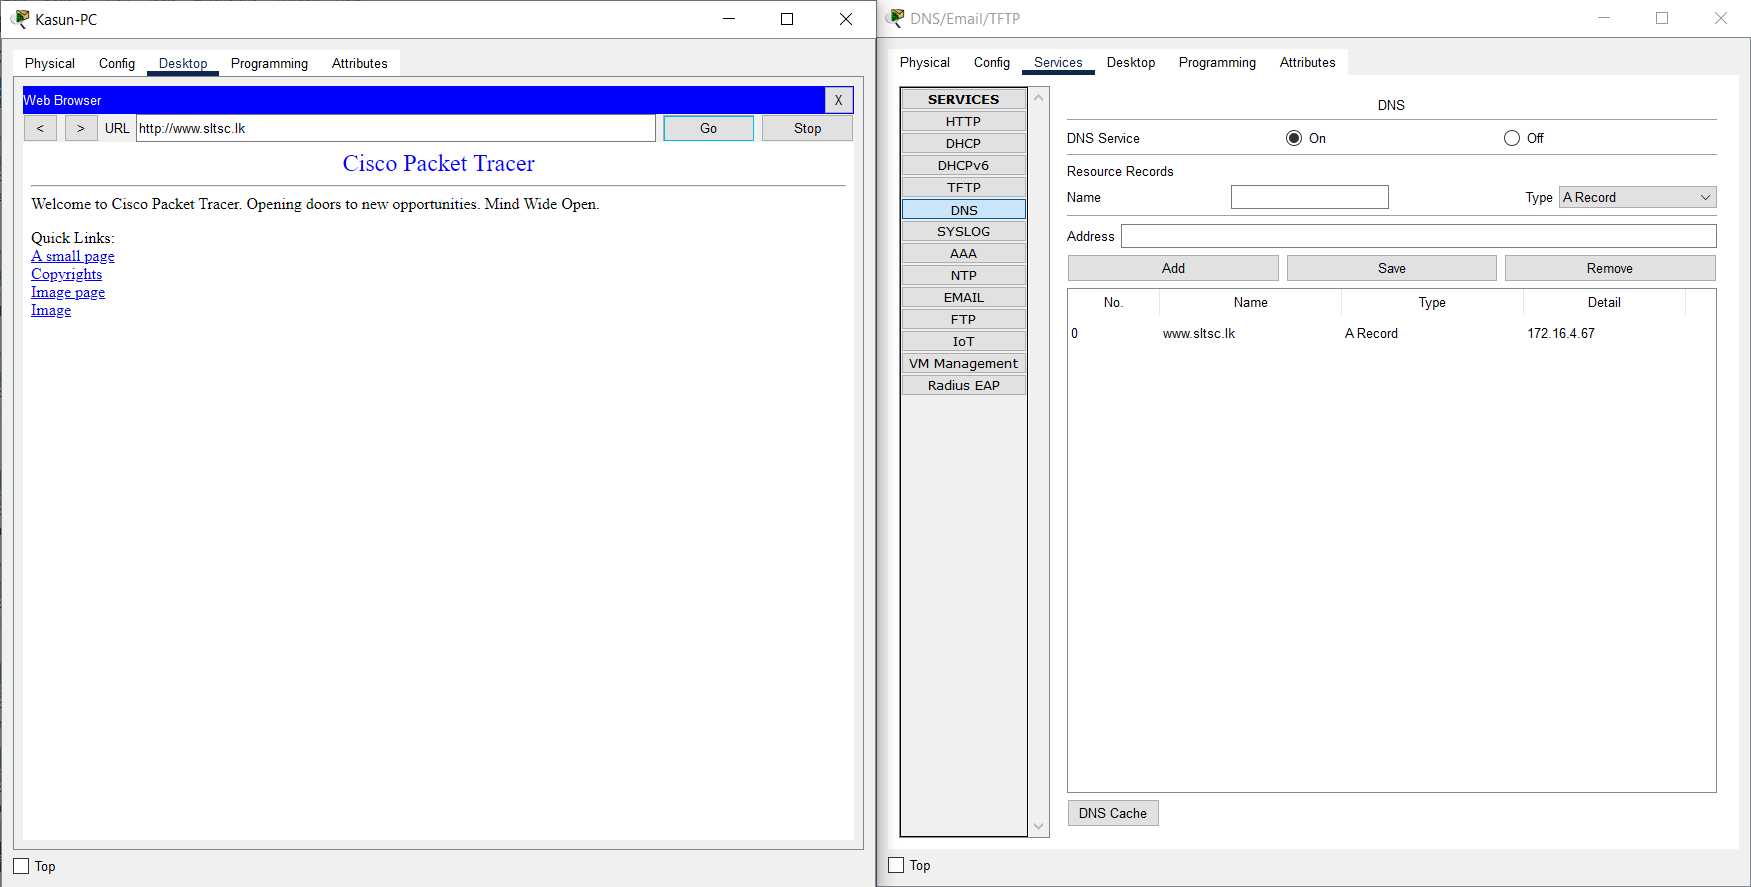 Kasun-PC
Physical Config Desktop Programming Attributes
Web Browser X
< > URL http://www.sltsc.lk Go Stop
Cisco Packet Tracer
Welcome to Cisco Packet Tracer. Opening doors to new opportunities. Mind Wide Open.
Quick Links:
A small page
Copyrights
Image page
Image
Top
DNS/Email/TFTP
Physical Config Services Desktop Programming Attributes
SERVICES
HTTP
DHCP
DHCPv6
TFTP
DNS
SYSLOG
AAA
NTP
EMAIL
FTP
IoT
VM Management
Radius EAP
DNS
DNS Service On Off
Resource Records
Name Type A Record
Address
Add Save Remove
No. Name Type Detail
0 www.sltsc.lk A Record 172.16.4.67
DNS Cache
Top